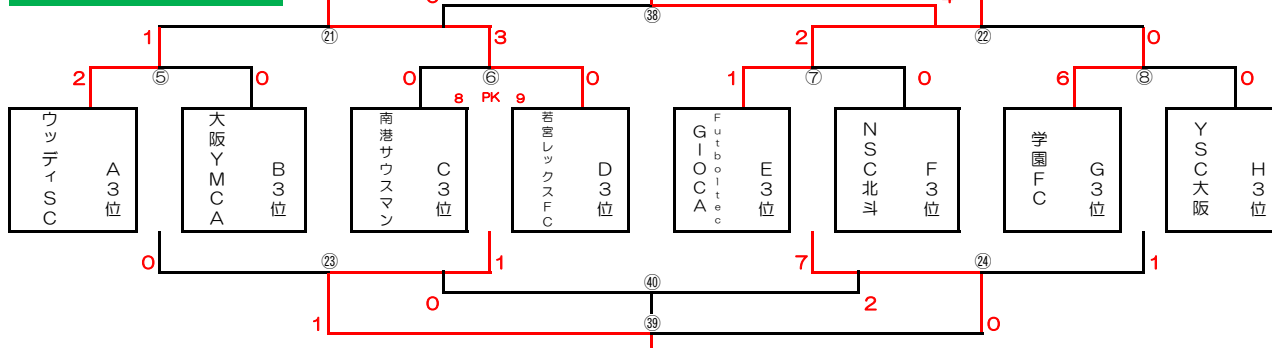 ㊳
㉑
㉒
1
3
2
0
2
⑤
0
0
⑥
0
1
⑦
0
6
⑧
0
8 PK 9
ウッディSC
A3位
大阪YMCA
B3位
南港サウスマン
C3位
若宮レックスFC
D3位
Futboltec
GIOCA
E3位
NSC北斗
F3位
学園FC
G3位
YSC大阪
H3位
0
㉓
1
7
㉔
1
0
㊵
2
1
㊴
0